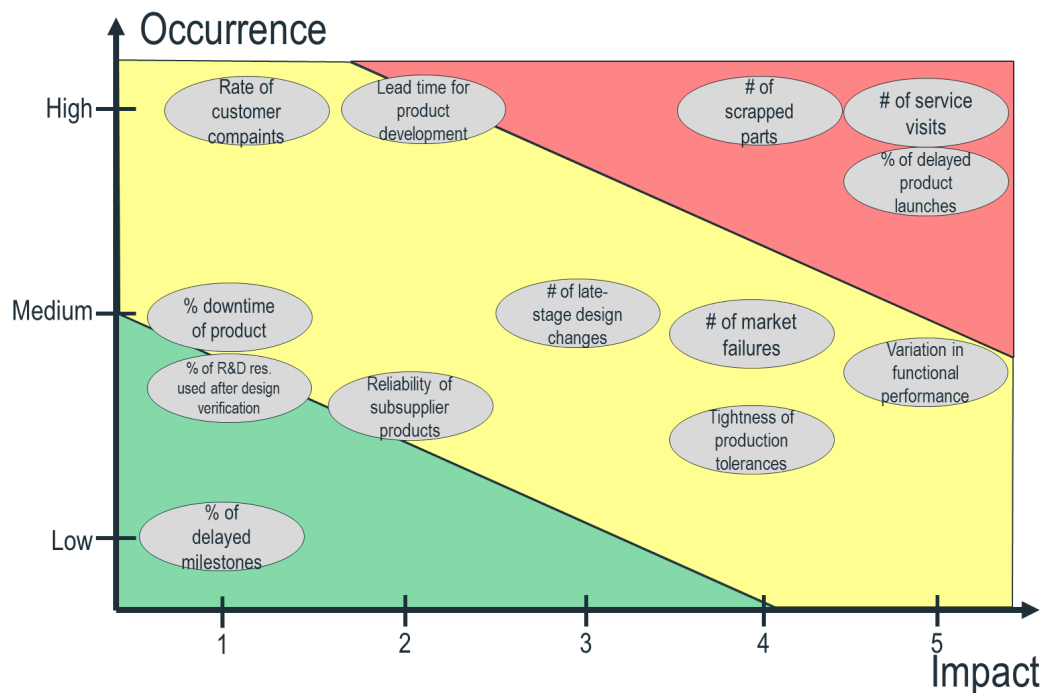 Occurrence
High
Rate of
customer
compaints
Lead time for
product
development
# of
scrapped
parts
# of service
visits
% of delayed
product
launches
Medium
% downtime
of product
# of late-
stage design
changes
# of market
failures
Variation in
functional
performance
% of R&D res.
used after design
verification
Reliability of
subsupplier
products
Tightness of
production
tolerances
Low
% of
delayed
milestones
1
2
3
4
5
Impact